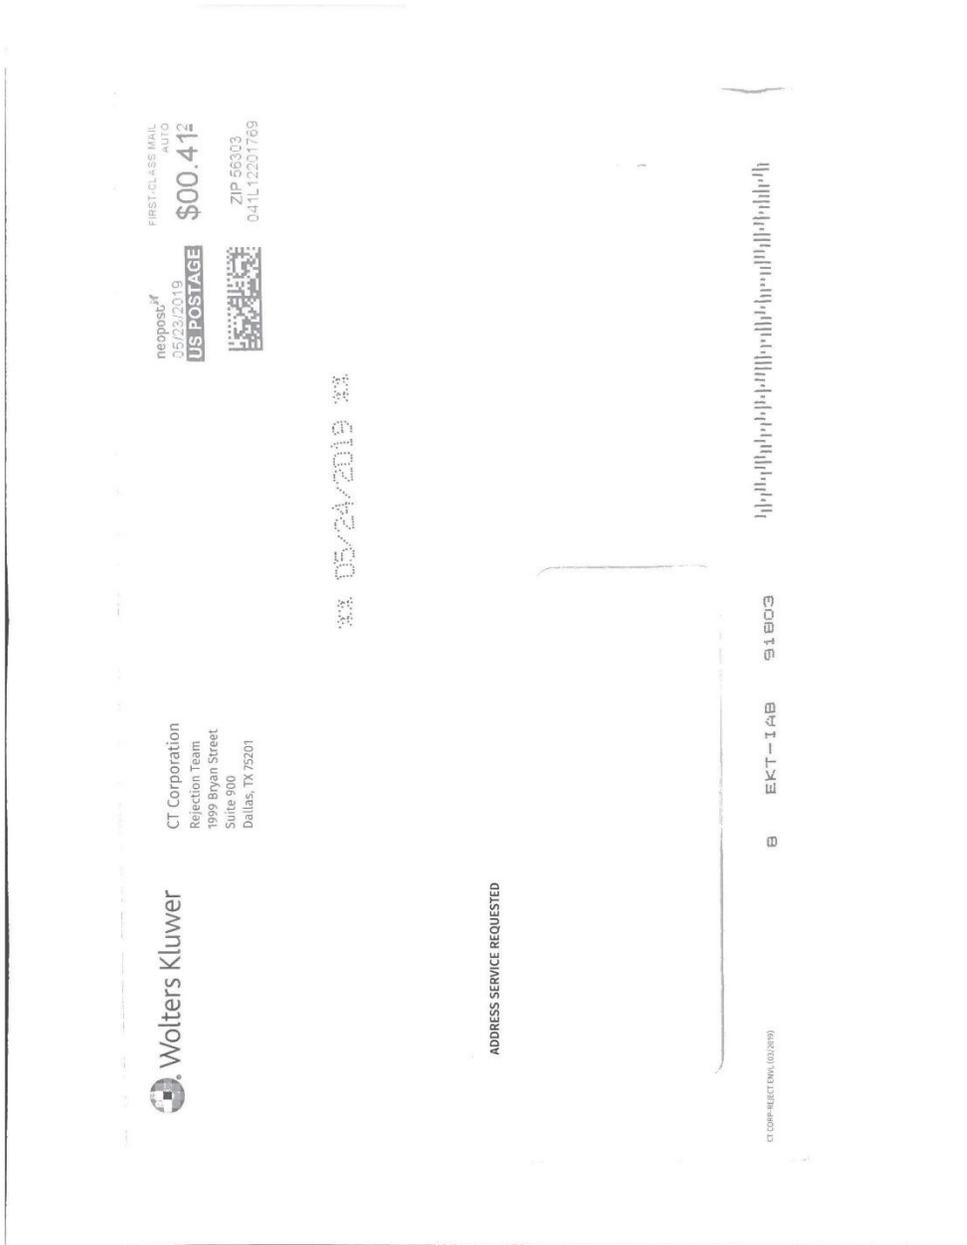 Wolters Kluwer
CT Corporation
Rejection Team
1999 Bryan Street
Suite 900
Dallas, TX 75201
neopost
05/23/2019
US POSTAGE
FIRST-CLASS MAIL
AUTO
$00.41²
ZIP 56303
041L12201769
** 05/24/2019 **
ADDRESS SERVICE REQUESTED
CT CORP-REJECT ENVL (03/2019)
B EKT-IAB 91803